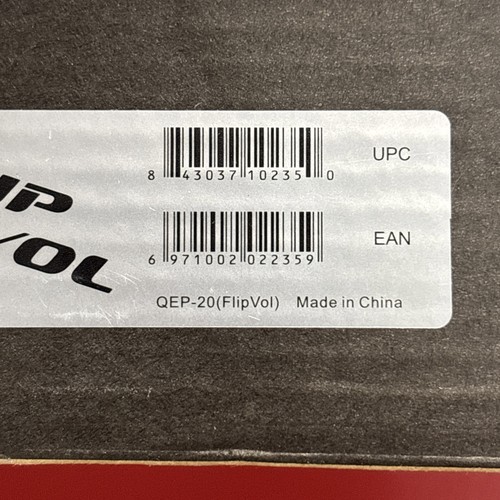 8 43037 10235 0
UPC
IP
VOL
6 971002 022359
EAN
QEP-20(FlipVol) Made in China